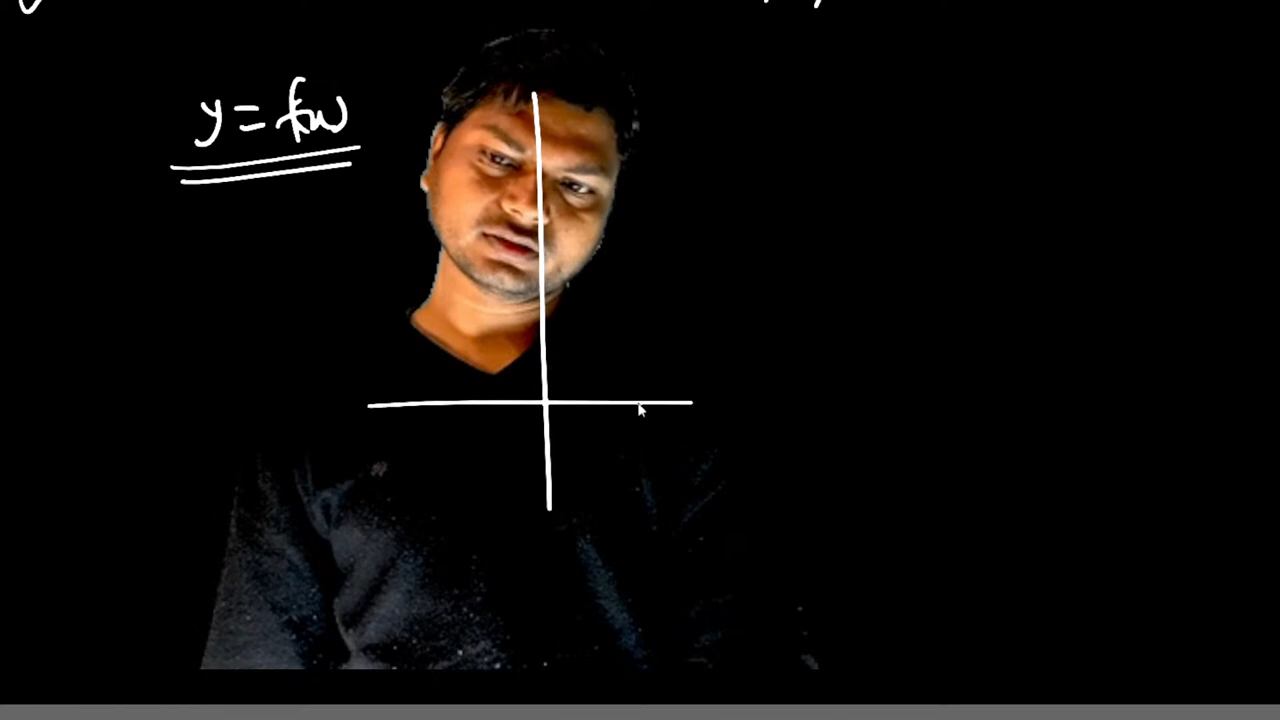 y = f(x)